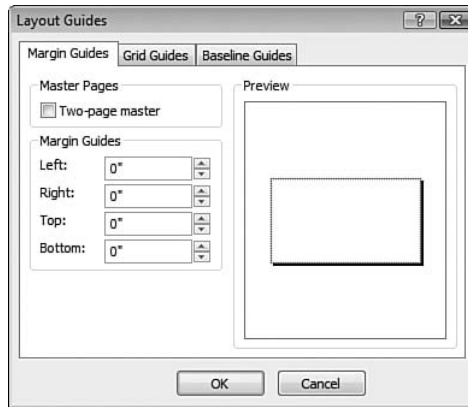 Layout Guides
Margin Guides Grid Guides Baseline Guides
Master Pages
Two-page master
Margin Guides
Left: 0"
Right: 0"
Top: 0"
Bottom: 0"
Preview
OK Cancel